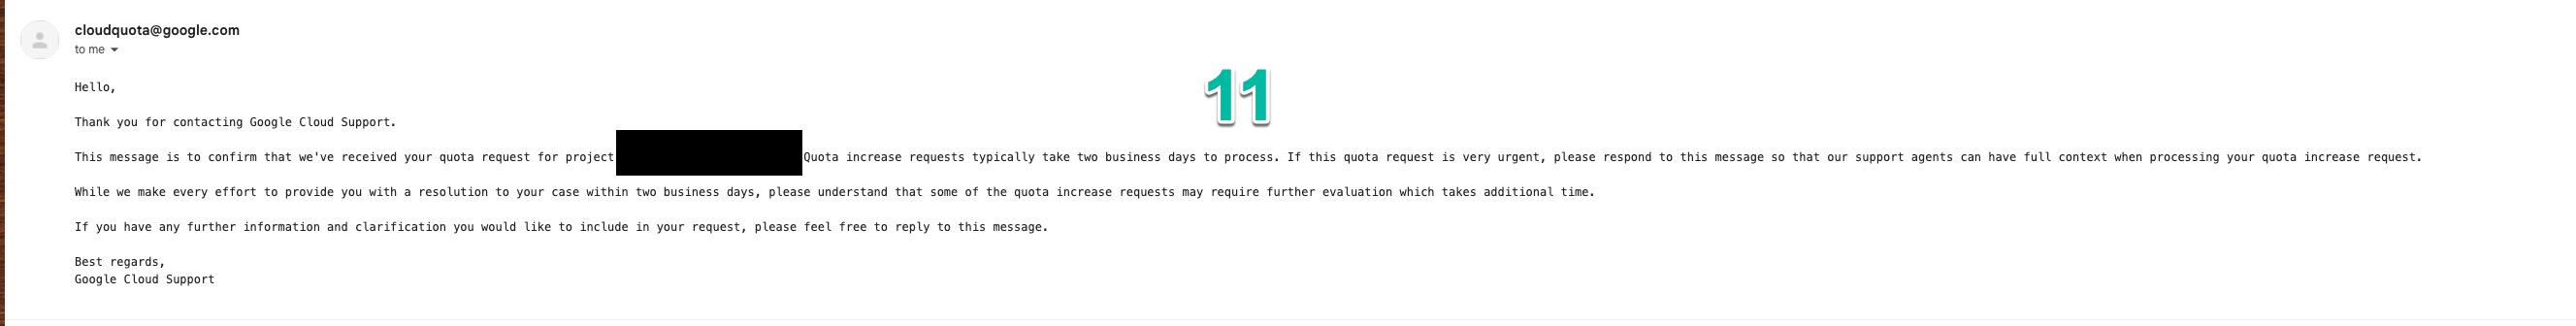 cloudquota@google.com
to me
11
Hello,
Thank you for contacting Google Cloud Support.
This message is to confirm that we've received your quota request for project Quota increase requests typically take two business days to process. If this quota request is very urgent, please respond to this message so that our support agents can have full context when processing your quota increase request.
While we make every effort to provide you with a resolution to your case within two business days, please understand that some of the quota increase requests may require further evaluation which takes additional time.
If you have any further information and clarification you would like to include in your request, please feel free to reply to this message.
Best regards,
Google Cloud Support